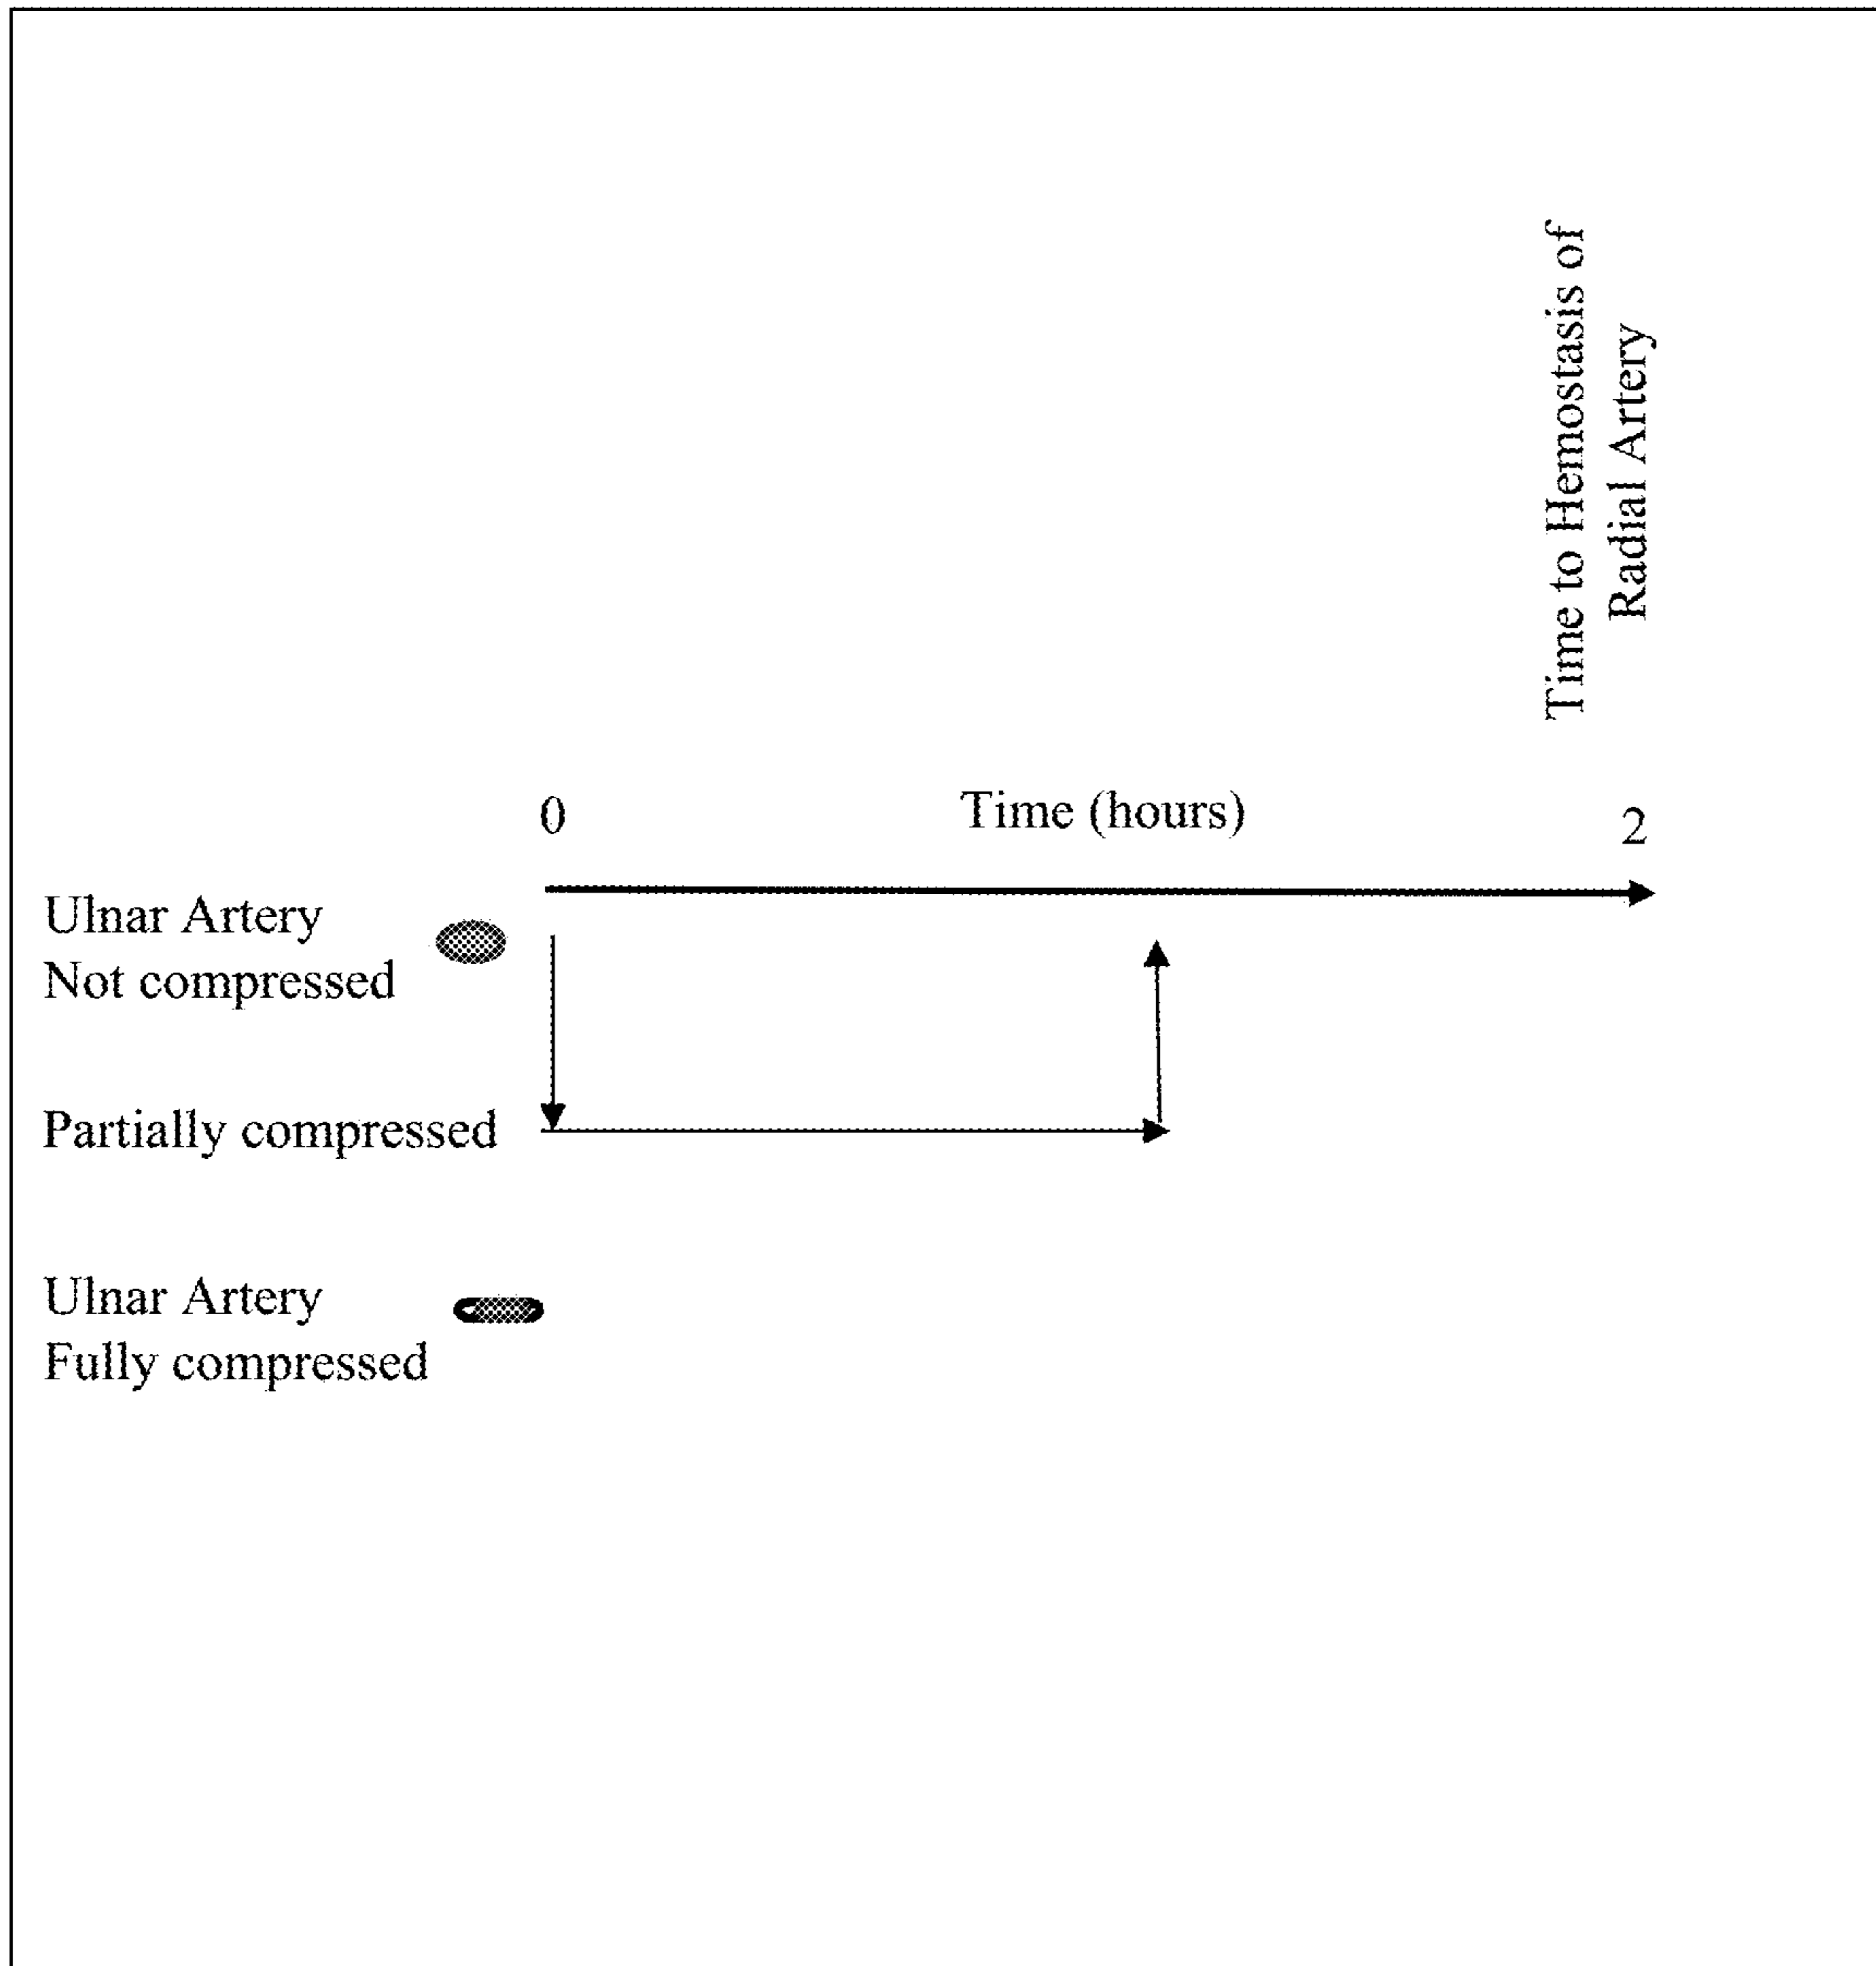 Time to Hemostasis of
Radial Artery
0
Time (hours)
2
Ulnar Artery
Not compressed
Partially compressed
Ulnar Artery
Fully compressed